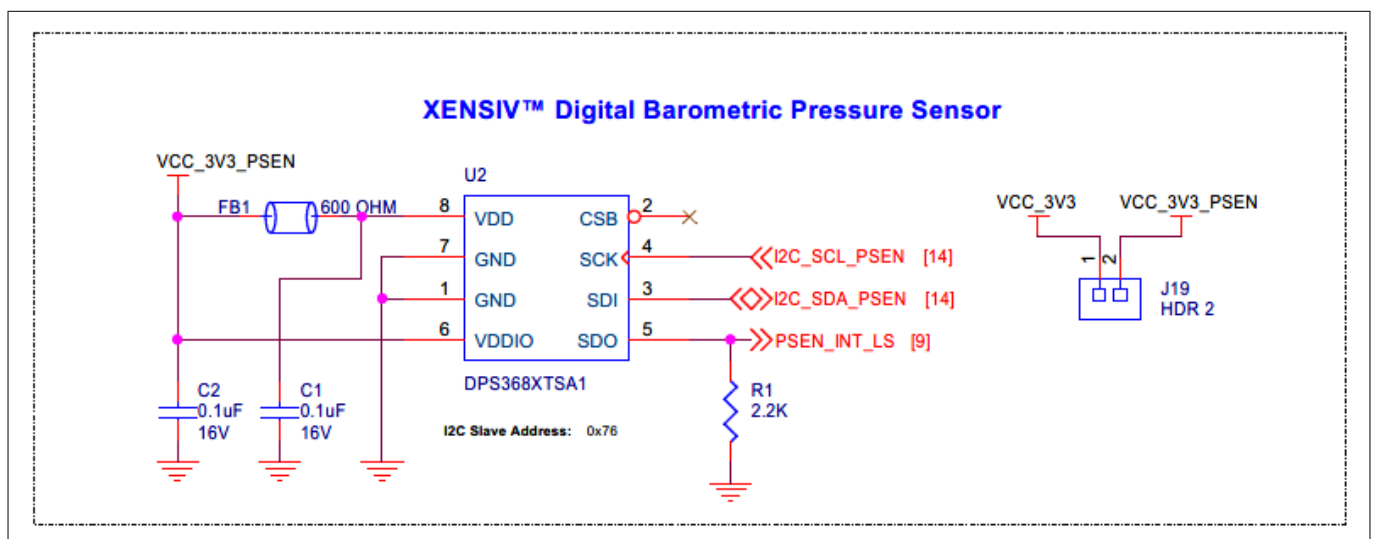 XENSIV™ Digital Barometric Pressure Sensor
VCC_3V3_PSEN
FB1
600 OHM
U2
8
VDD
7
GND
1
GND
6
VDDIO
CSB
2
SCK
4
SDI
3
SDO
5
DPS368XTSA1
I2C Slave Address: 0x76
I2C_SCL_PSEN [14]
I2C_SDA_PSEN [14]
PSEN_INT_LS [9]
C2
0.1uF
16V
C1
0.1uF
16V
R1
2.2K
VCC_3V3
VCC_3V3_PSEN
1
2
J19
HDR 2